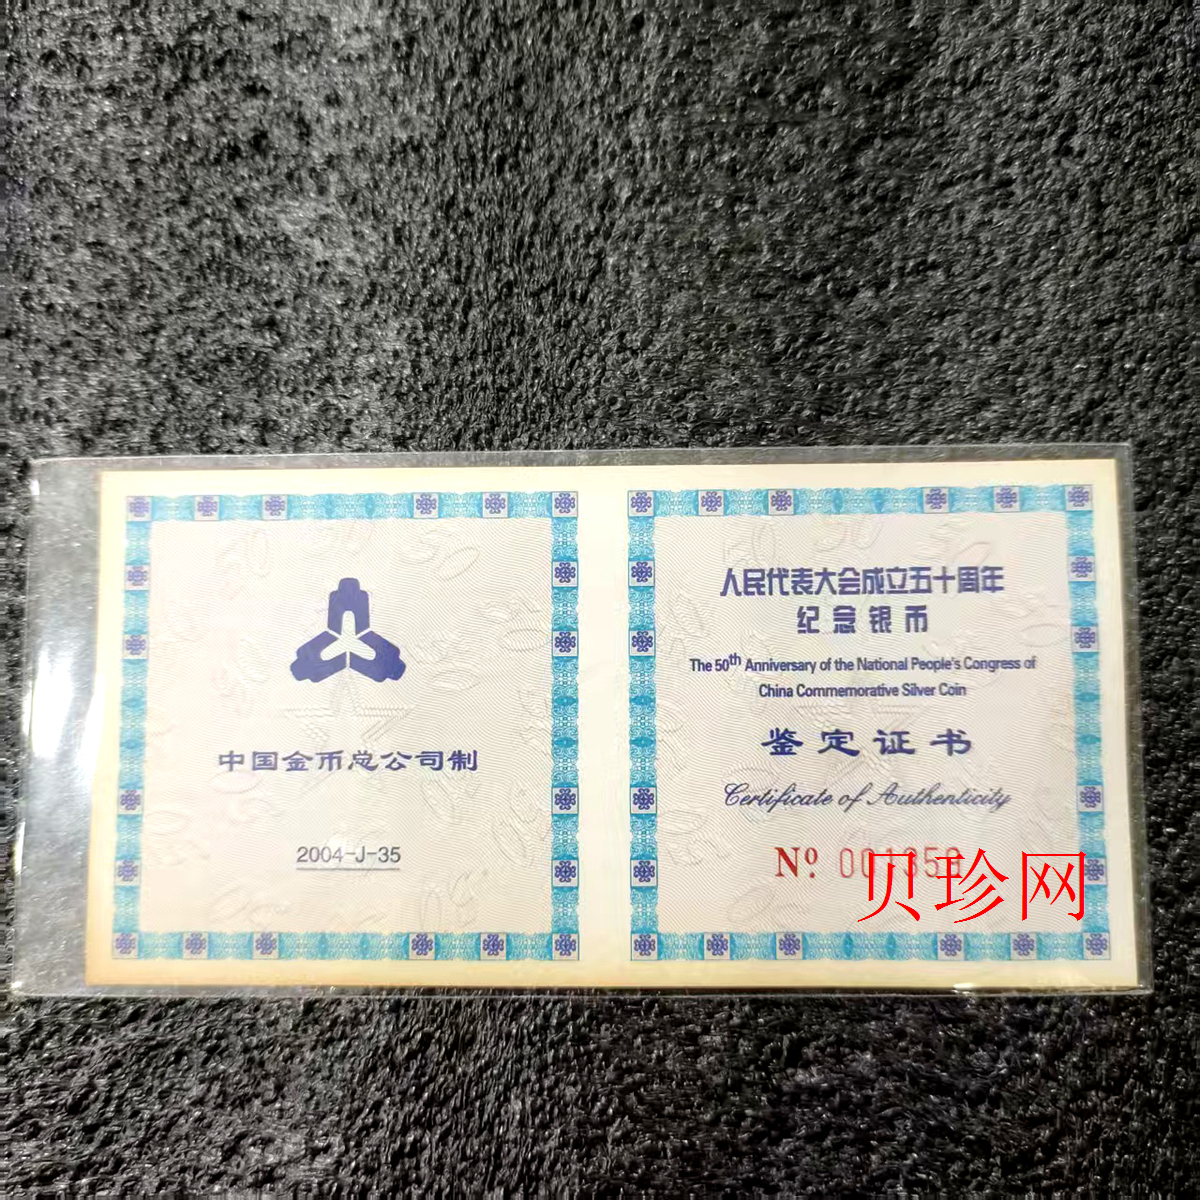 中国金币总公司制
2004-J-35
人民代表大会成立五十周年
纪念银币
The 50th Anniversary of the National People's Congress of
China Commemorative Silver Coin
鉴定证书
Certificate of Authenticity
Nº 001359
贝珍网